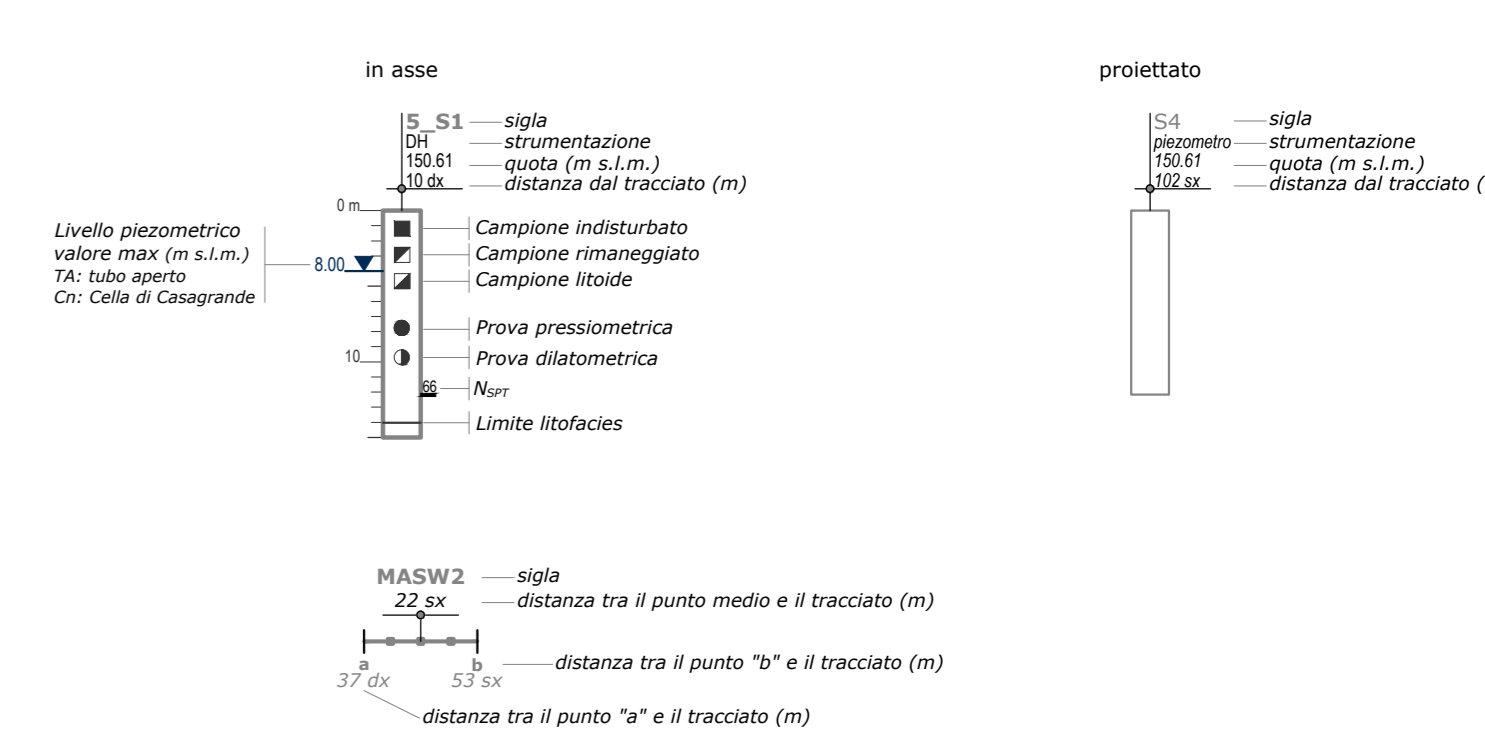 in asse
5_S1 sigla
DH strumentazione
150.61 quota (m s.l.m.)
10 dx distanza dal tracciato (m)
0 m
Livello piezometrico
valore max (m s.l.m.)
TA: tubo aperto
Cn: Cella di Casagrande
8.00
10
Campione indisturbato
Campione rimaneggiato
Campione litoide
Prova pressiometrica
Prova dilatometrica
66 NSPT
Limite litofacies
proiettato
S4 sigla
piezometro strumentazione
150.61 quota (m s.l.m.)
102 sx distanza dal tracciato (
MASW2 sigla
22 sx distanza tra il punto medio e il tracciato (m)
a b distanza tra il punto "b" e il tracciato (m)
37 dx 53 sx
distanza tra il punto "a" e il tracciato (m)